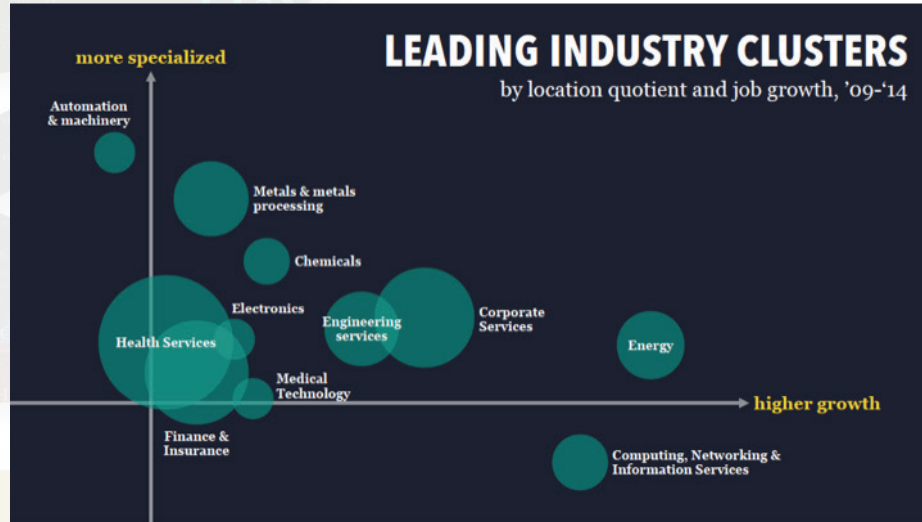 LEADING INDUSTRY CLUSTERS
by location quotient and job growth, ’09-‘14
more specialized
Automation
& machinery
Metals & metals
processing
Chemicals
Electronics
Health Services
Engineering
services
Corporate
Services
Energy
Medical
Technology
higher growth
Finance &
Insurance
Computing, Networking &
Information Services